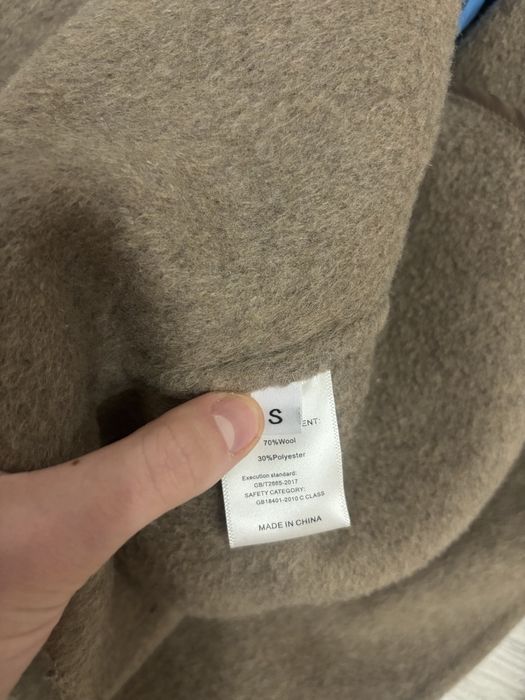 S
ENT:
70%Wool
30%Polyester
Execution standard:
GB/T2665-2017
SAFETY CATEGORY:
GB18401-2010 C CLASS
MADE IN CHINA